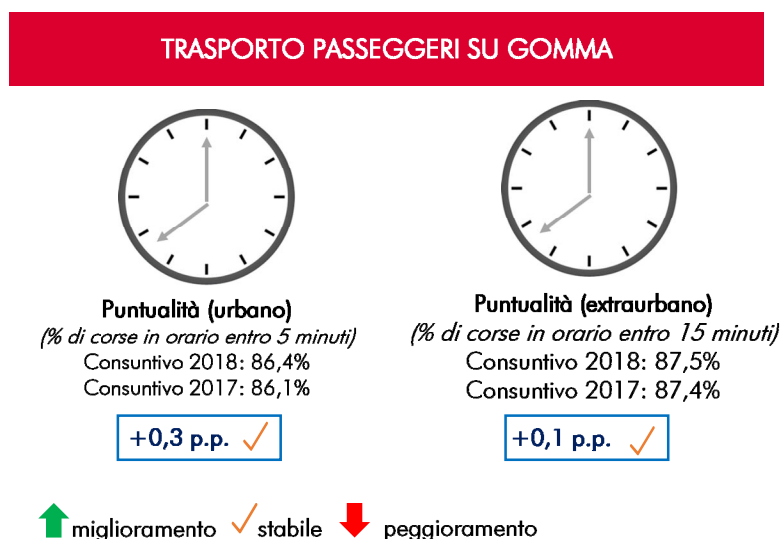 TRASPORTO PASSEGGERI SU GOMMA
Puntualità (urbano)
(% di corse in orario entro 5 minuti)
Consuntivo 2018: 86,4%
Consuntivo 2017: 86,1%
+0,3 p.p.
Puntualità (extraurbano)
(% di corse in orario entro 15 minuti)
Consuntivo 2018: 87,5%
Consuntivo 2017: 87,4%
+0,1 p.p.
miglioramento stabile peggioramento